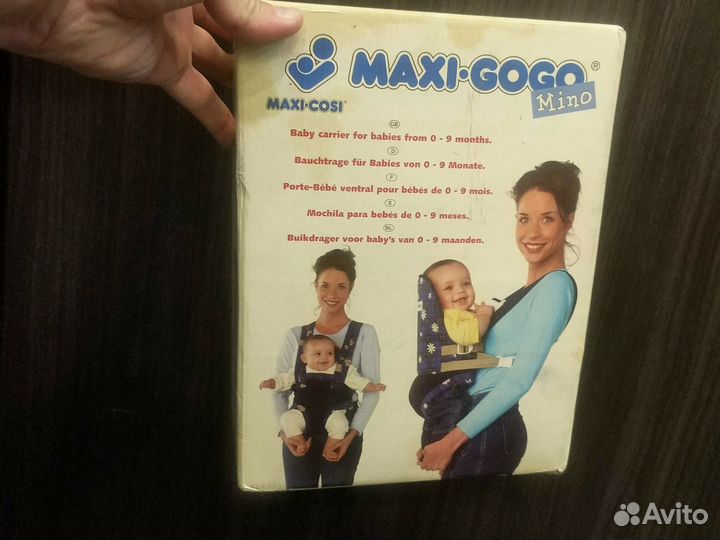 MAXI·GOGO®
Mino
MAXI·COSI®
GB
Baby carrier for babies from 0 - 9 months.
D
Bauchtrage für Babies von 0 - 9 Monate.
F
Porte-Bébé ventral pour bébés de 0 - 9 mois.
E
Mochila para bebés de 0 - 9 meses.
NL
Buikdrager voor baby's van 0 - 9 maanden.
Avito